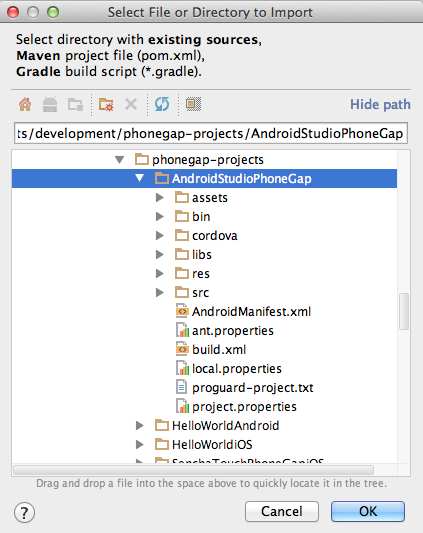 Select File or Directory to Import
Select directory with existing sources,
Maven project file (pom.xml),
Gradle build script (*.gradle).
Hide path
ts/development/phonegap-projects/AndroidStudioPhoneGap
phonegap-projects
AndroidStudioPhoneGap
assets
bin
cordova
libs
res
src
AndroidManifest.xml
ant.properties
build.xml
local.properties
proguard-project.txt
project.properties
HelloWorldAndroid
HelloWorldiOS
SenchaTouchPhoneGapiOS
Drag and drop a file into the space above to quickly locate it in the tree.
?
Cancel
OK